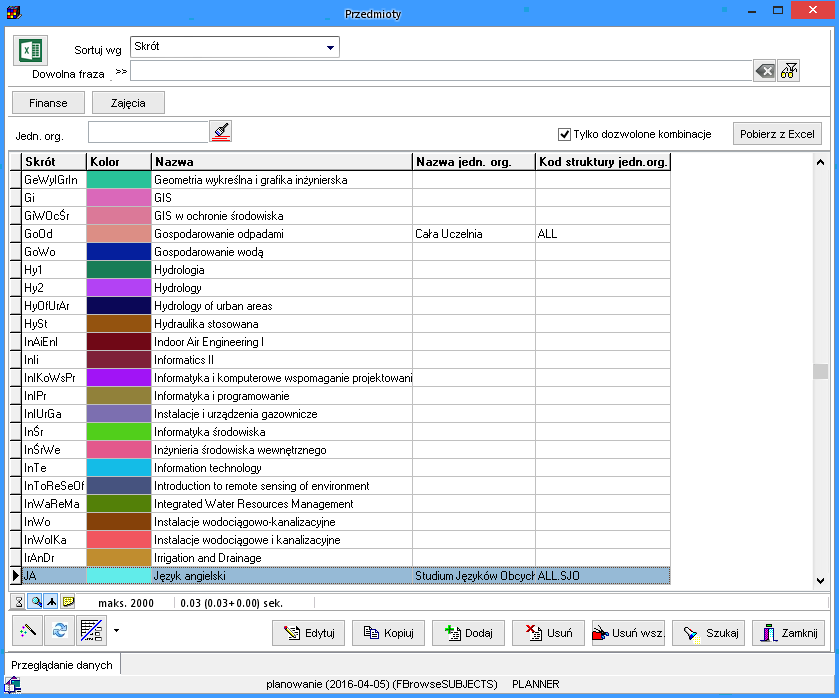 Przedmioty
Sortuj wg Skrót
Dowolna fraza >>
Finanse Zajęcia
Jedn. org. Tylko dozwolone kombinacje Pobierz z Excel
Skrót Kolor Nazwa Nazwa jedn. org. Kod struktury jedn.org.
GeWyIGrIn Geometria wykreślna i grafika inżynierska
Gi GIS
GiWOcŚr GIS w ochronie środowiska
GoOd Gospodarowanie odpadami Cała Uczelnia ALL
GoWo Gospodarowanie wodą
Hy1 Hydrologia
Hy2 Hydrology
HyOfUrAr Hydrology of urban areas
HySt Hydraulika stosowana
InAiEnI Indoor Air Engineering I
InIi Informatics II
InIKoWsPr Informatyka i komputerowe wspomaganie projektowani
InIPr Informatyka i programowanie
InIUrGa Instalacje i urządzenia gazownicze
InŚr Informatyka środowiska
InŚrWe Inżynieria środowiska wewnętrznego
InTe Information technology
InToReSeOf Introduction to remote sensing of environment
InWaReMa Integrated Water Resources Management
InWo Instalacje wodociągowo-kanalizacyjne
InWoIKa Instalacje wodociągowe i kanalizacyjne
IrAnDr Irrigation and Drainage
JA Język angielski Studium Języków Obcych ALL.SJO
maks. 2000 0.03 (0.03+0.00) sek.
Edytuj Kopiuj Dodaj Usuń Usuń wsz. Szukaj Zamknij
Przeglądanie danych
planowanie (2016-04-05) (FBrowseSUBJECTS) PLANNER